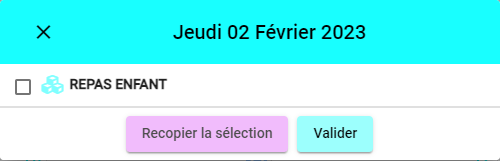 Jeudi 02 Février 2023
REPAS ENFANT
Recopier la sélection
Valider